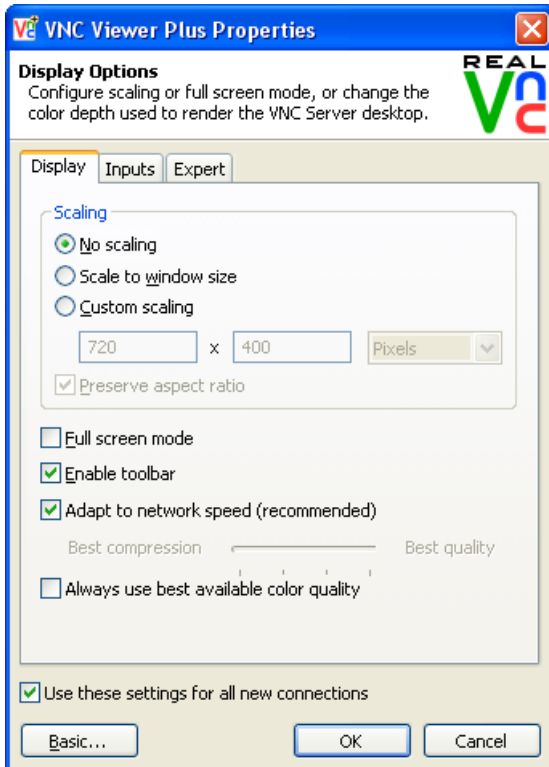 VNC Viewer Plus Properties
Display Options
Configure scaling or full screen mode, or change the
color depth used to render the VNC Server desktop.
REAL
VNC
Display Inputs Expert
Scaling
No scaling
Scale to window size
Custom scaling
720 x 400 Pixels
Preserve aspect ratio
Full screen mode
Enable toolbar
Adapt to network speed (recommended)
Best compression Best quality
Always use best available color quality
Use these settings for all new connections
Basic... OK Cancel